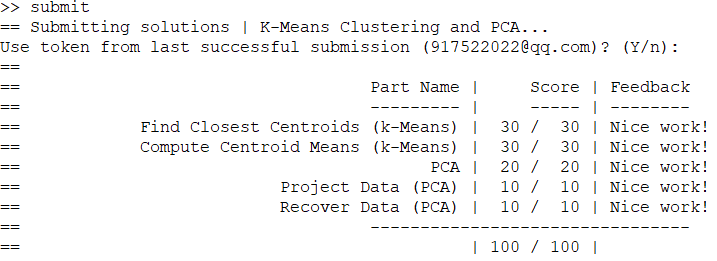 >> submit
== Submitting solutions | K-Means Clustering and PCA...
Use token from last successful submission (917522022@qq.com)? (Y/n):
==
==                                   Part Name |     Score | Feedback
==                                   --------- |     ----- | --------
==            Find Closest Centroids (k-Means) |  30 /  30 | Nice work!
==            Compute Centroid Means (k-Means) |  30 /  30 | Nice work!
==                                         PCA |  20 /  20 | Nice work!
==                          Project Data (PCA) |  10 /  10 | Nice work!
==                          Recover Data (PCA) |  10 /  10 | Nice work!
==                                   --------------------------------
==                                             | 100 / 100 |